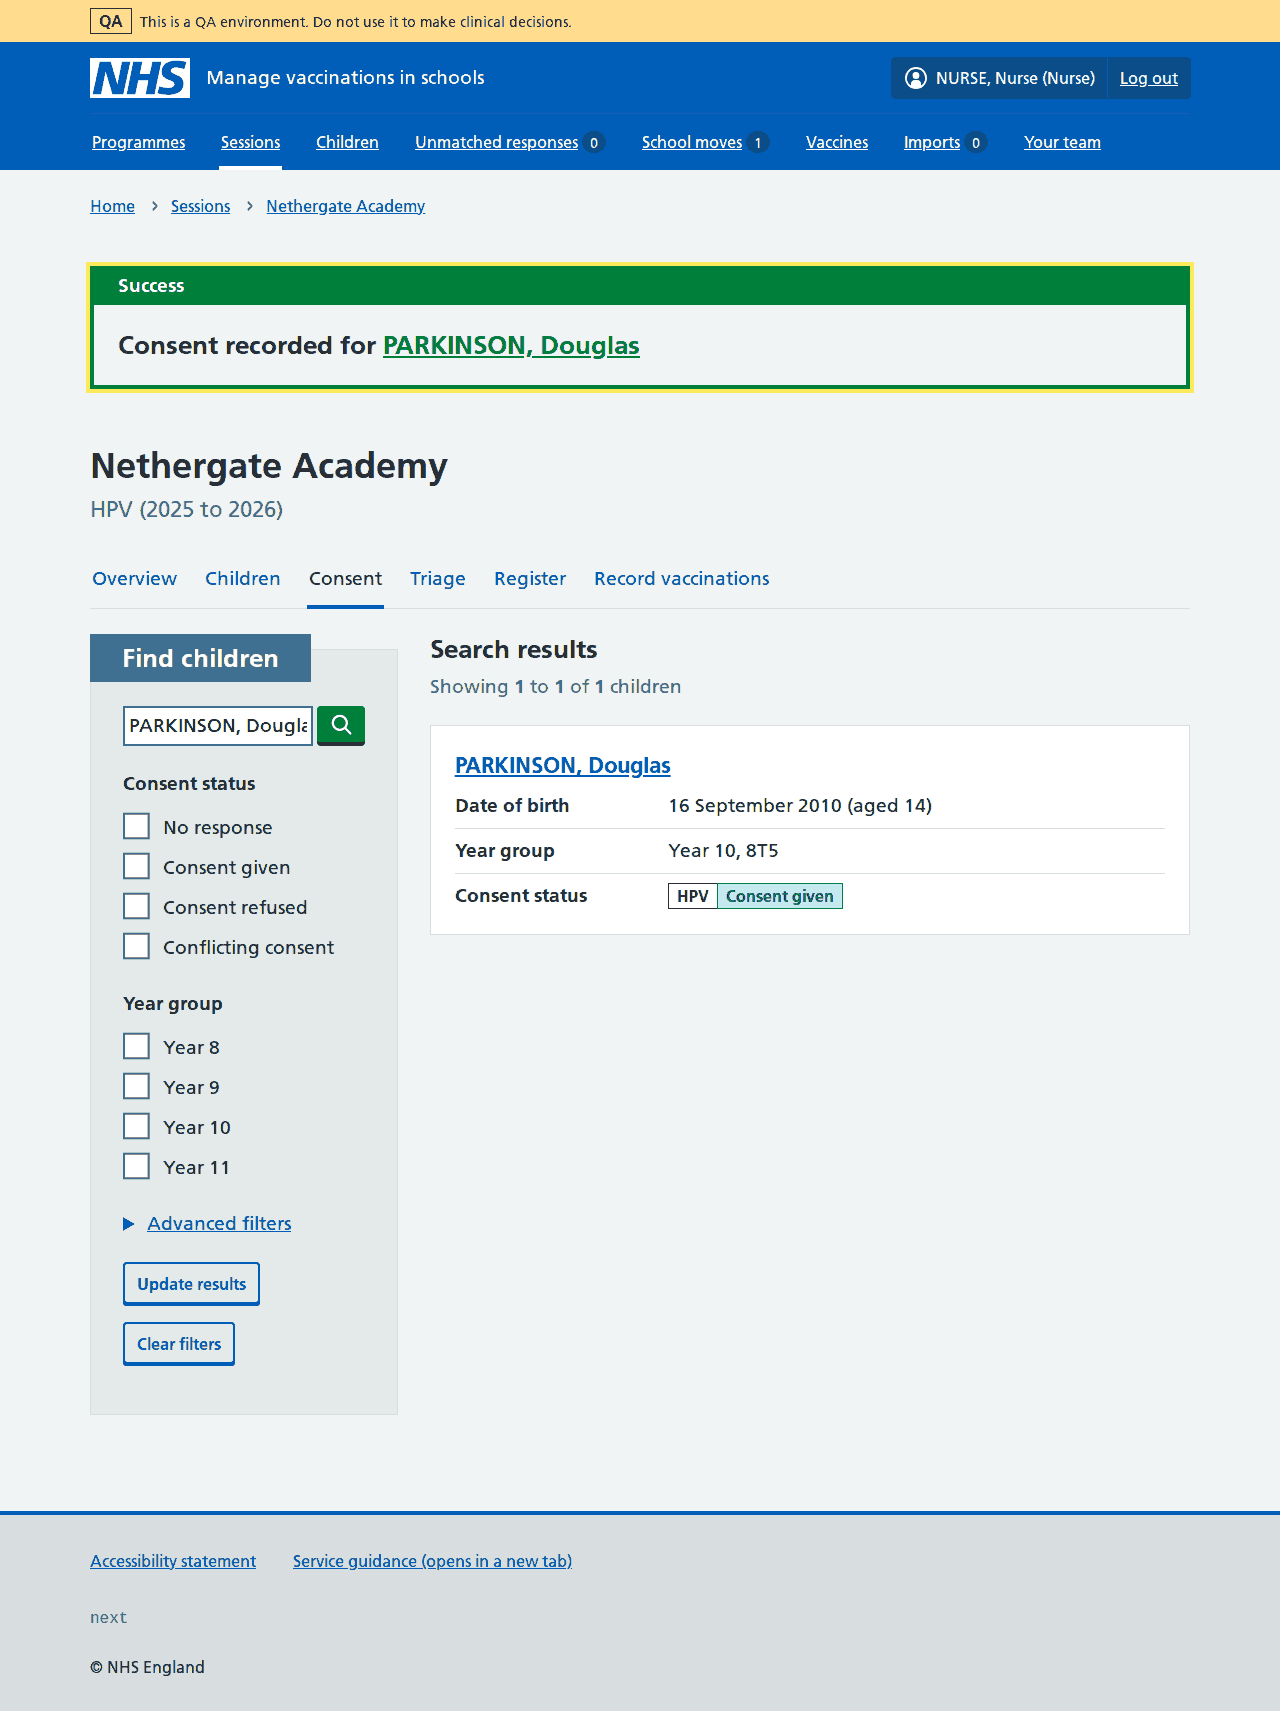 QA This is a QA environment. Do not use it to make clinical decisions.
NHS Manage vaccinations in schools NURSE, Nurse (Nurse) Log out
Programmes Sessions Children Unmatched responses 0 School moves 1 Vaccines Imports 0 Your team
Home Sessions Nethergate Academy
Success
Consent recorded for PARKINSON, Douglas
Nethergate Academy
HPV (2025 to 2026)
Overview Children Consent Triage Register Record vaccinations
Find children
PARKINSON, Dougla
Consent status
No response
Consent given
Consent refused
Conflicting consent
Year group
Year 8
Year 9
Year 10
Year 11
Advanced filters
Update results
Clear filters
Search results
Showing 1 to 1 of 1 children
PARKINSON, Douglas
Date of birth 16 September 2010 (aged 14)
Year group Year 10, 8T5
Consent status HPV Consent given
Accessibility statement Service guidance (opens in a new tab)
next
© NHS England